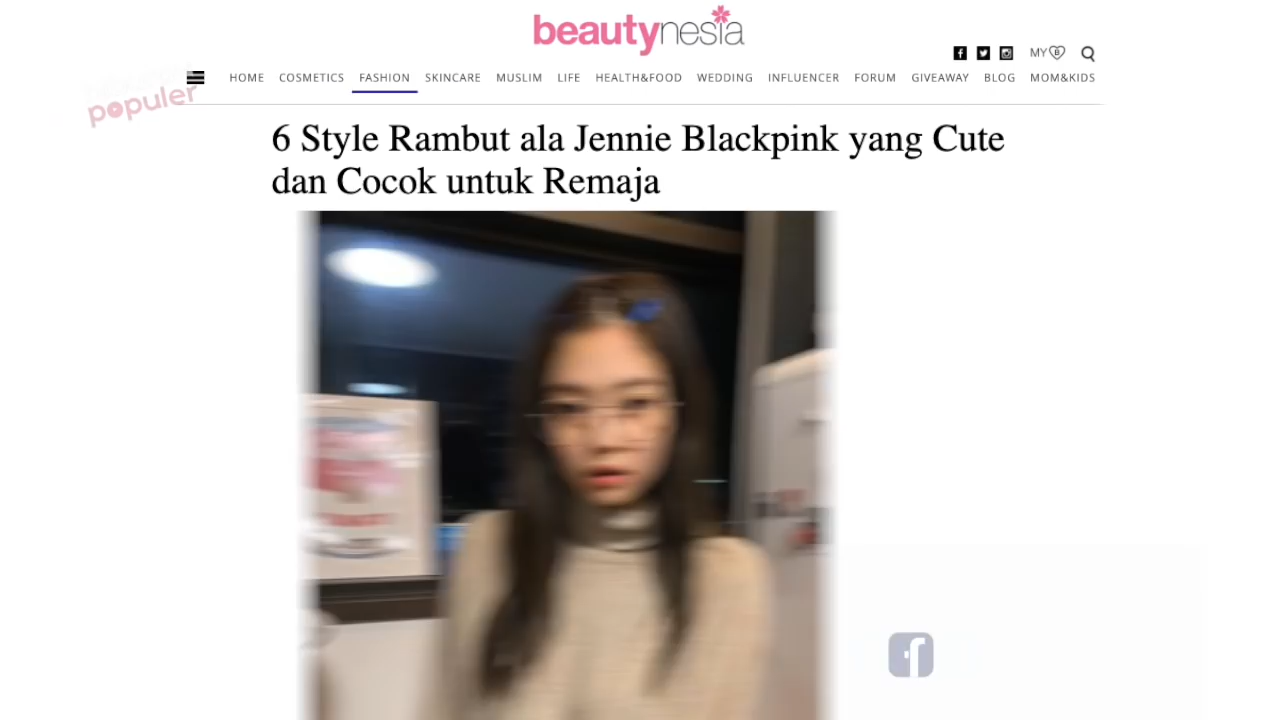 beautynesia
MY B
populer
HOME COSMETICS FASHION SKINCARE MUSLIM LIFE HEALTH&FOOD WEDDING INFLUENCER FORUM GIVEAWAY BLOG MOM&KIDS
6 Style Rambut ala Jennie Blackpink yang Cute
dan Cocok untuk Remaja